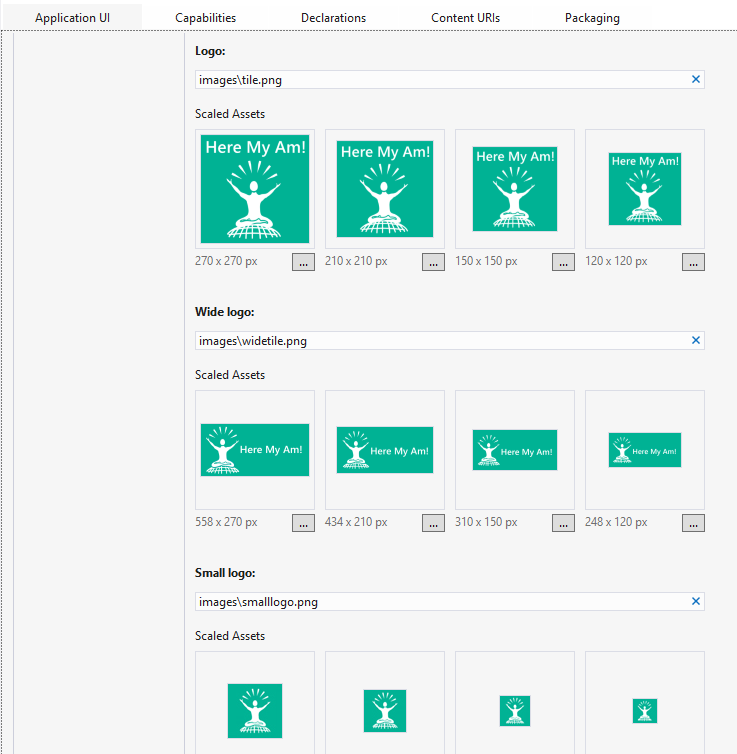 Application UI Capabilities Declarations Content URIs Packaging
Logo:
images\tile.png
Scaled Assets
Here My Am! Here My Am! Here My Am! Here My Am!
270 x 270 px ... 210 x 210 px ... 150 x 150 px ... 120 x 120 px ...
Wide logo:
images\widetile.png
Scaled Assets
Here My Am! Here My Am! Here My Am! Here My Am!
558 x 270 px ... 434 x 210 px ... 310 x 150 px ... 248 x 120 px ...
Small logo:
images\smalllogo.png
Scaled Assets